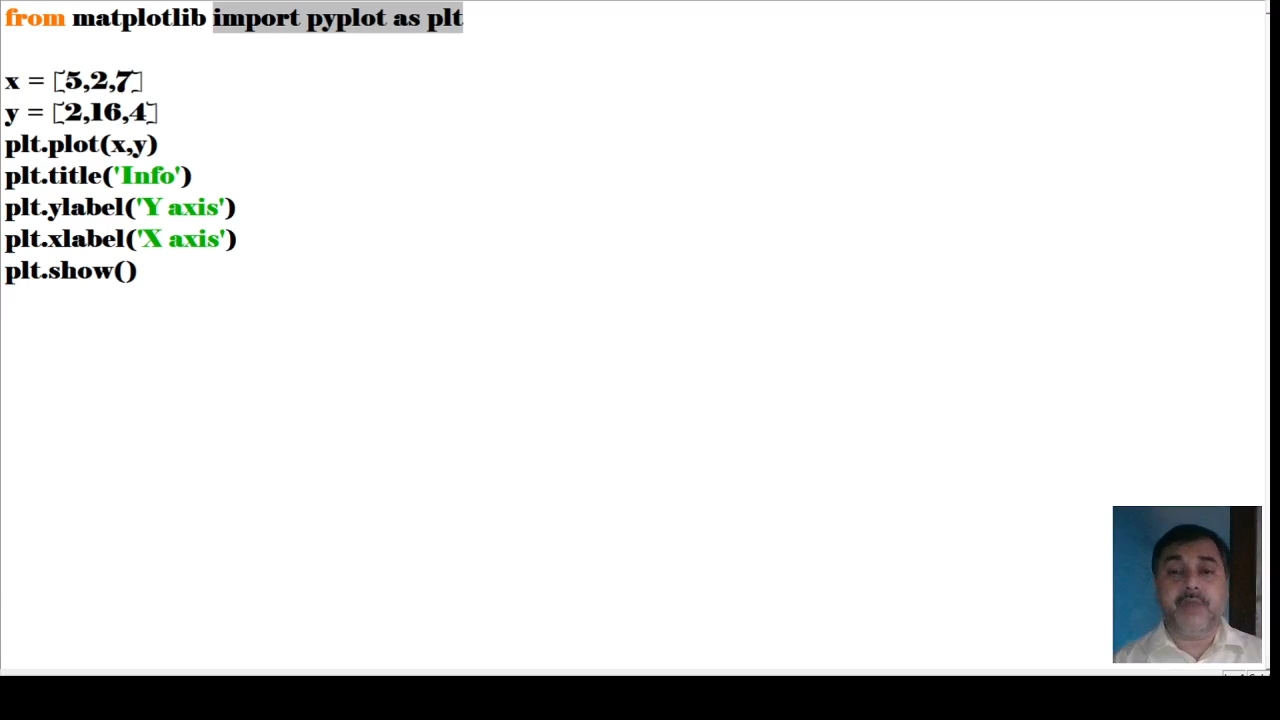 from matplotlib import pyplot as plt
x = [5,2,7]
y = [2,16,4]
plt.plot(x,y)
plt.title('Info')
plt.ylabel('Y axis')
plt.xlabel('X axis')
plt.show()